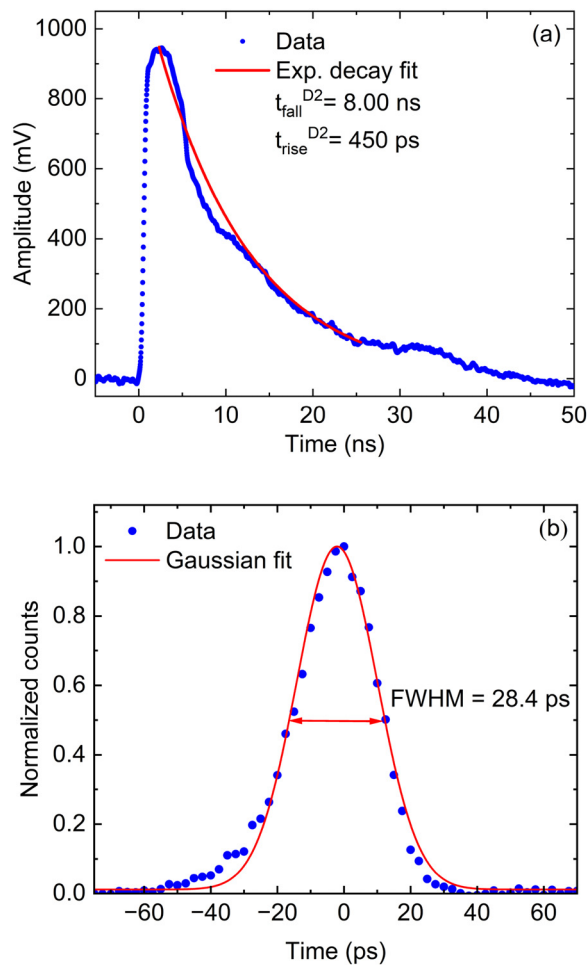 (a)
Data
Exp. decay fit
t_fall^D2 = 8.00 ns
t_rise^D2 = 450 ps
1000
800
600
400
200
0
Amplitude (mV)
0 10 20 30 40 50
Time (ns)
(b)
Data
Gaussian fit
FWHM = 28.4 ps
1.0
0.8
0.6
0.4
0.2
0.0
Normalized counts
−60 −40 −20 0 20 40 60
Time (ps)